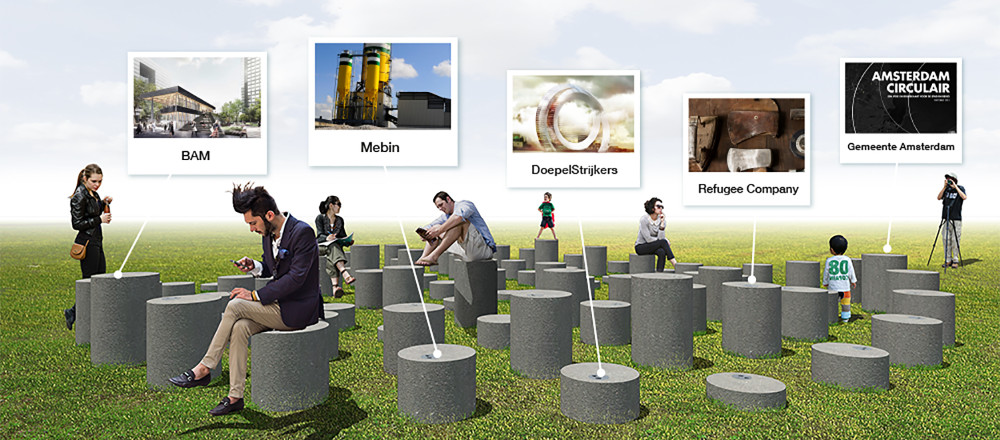 BAM
Mebin
DoepelStrijkers
Refugee Company
AMSTERDAM
CIRCULAIR
Gemeente Amsterdam
80